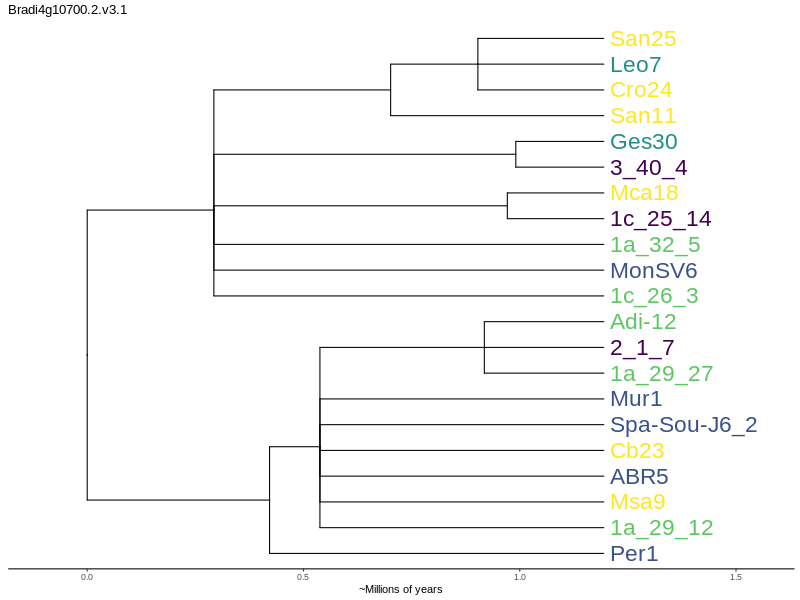 Bradi4g10700.2.v3.1
San25
Leo7
Cro24
San11
Ges30
3_40_4
Mca18
1c_25_14
1a_32_5
MonSV6
1c_26_3
Adi-12
2_1_7
1a_29_27
Mur1
Spa-Sou-J6_2
Cb23
ABR5
Msa9
1a_29_12
Per1
0.0 0.5 1.0 1.5
~Millions of years